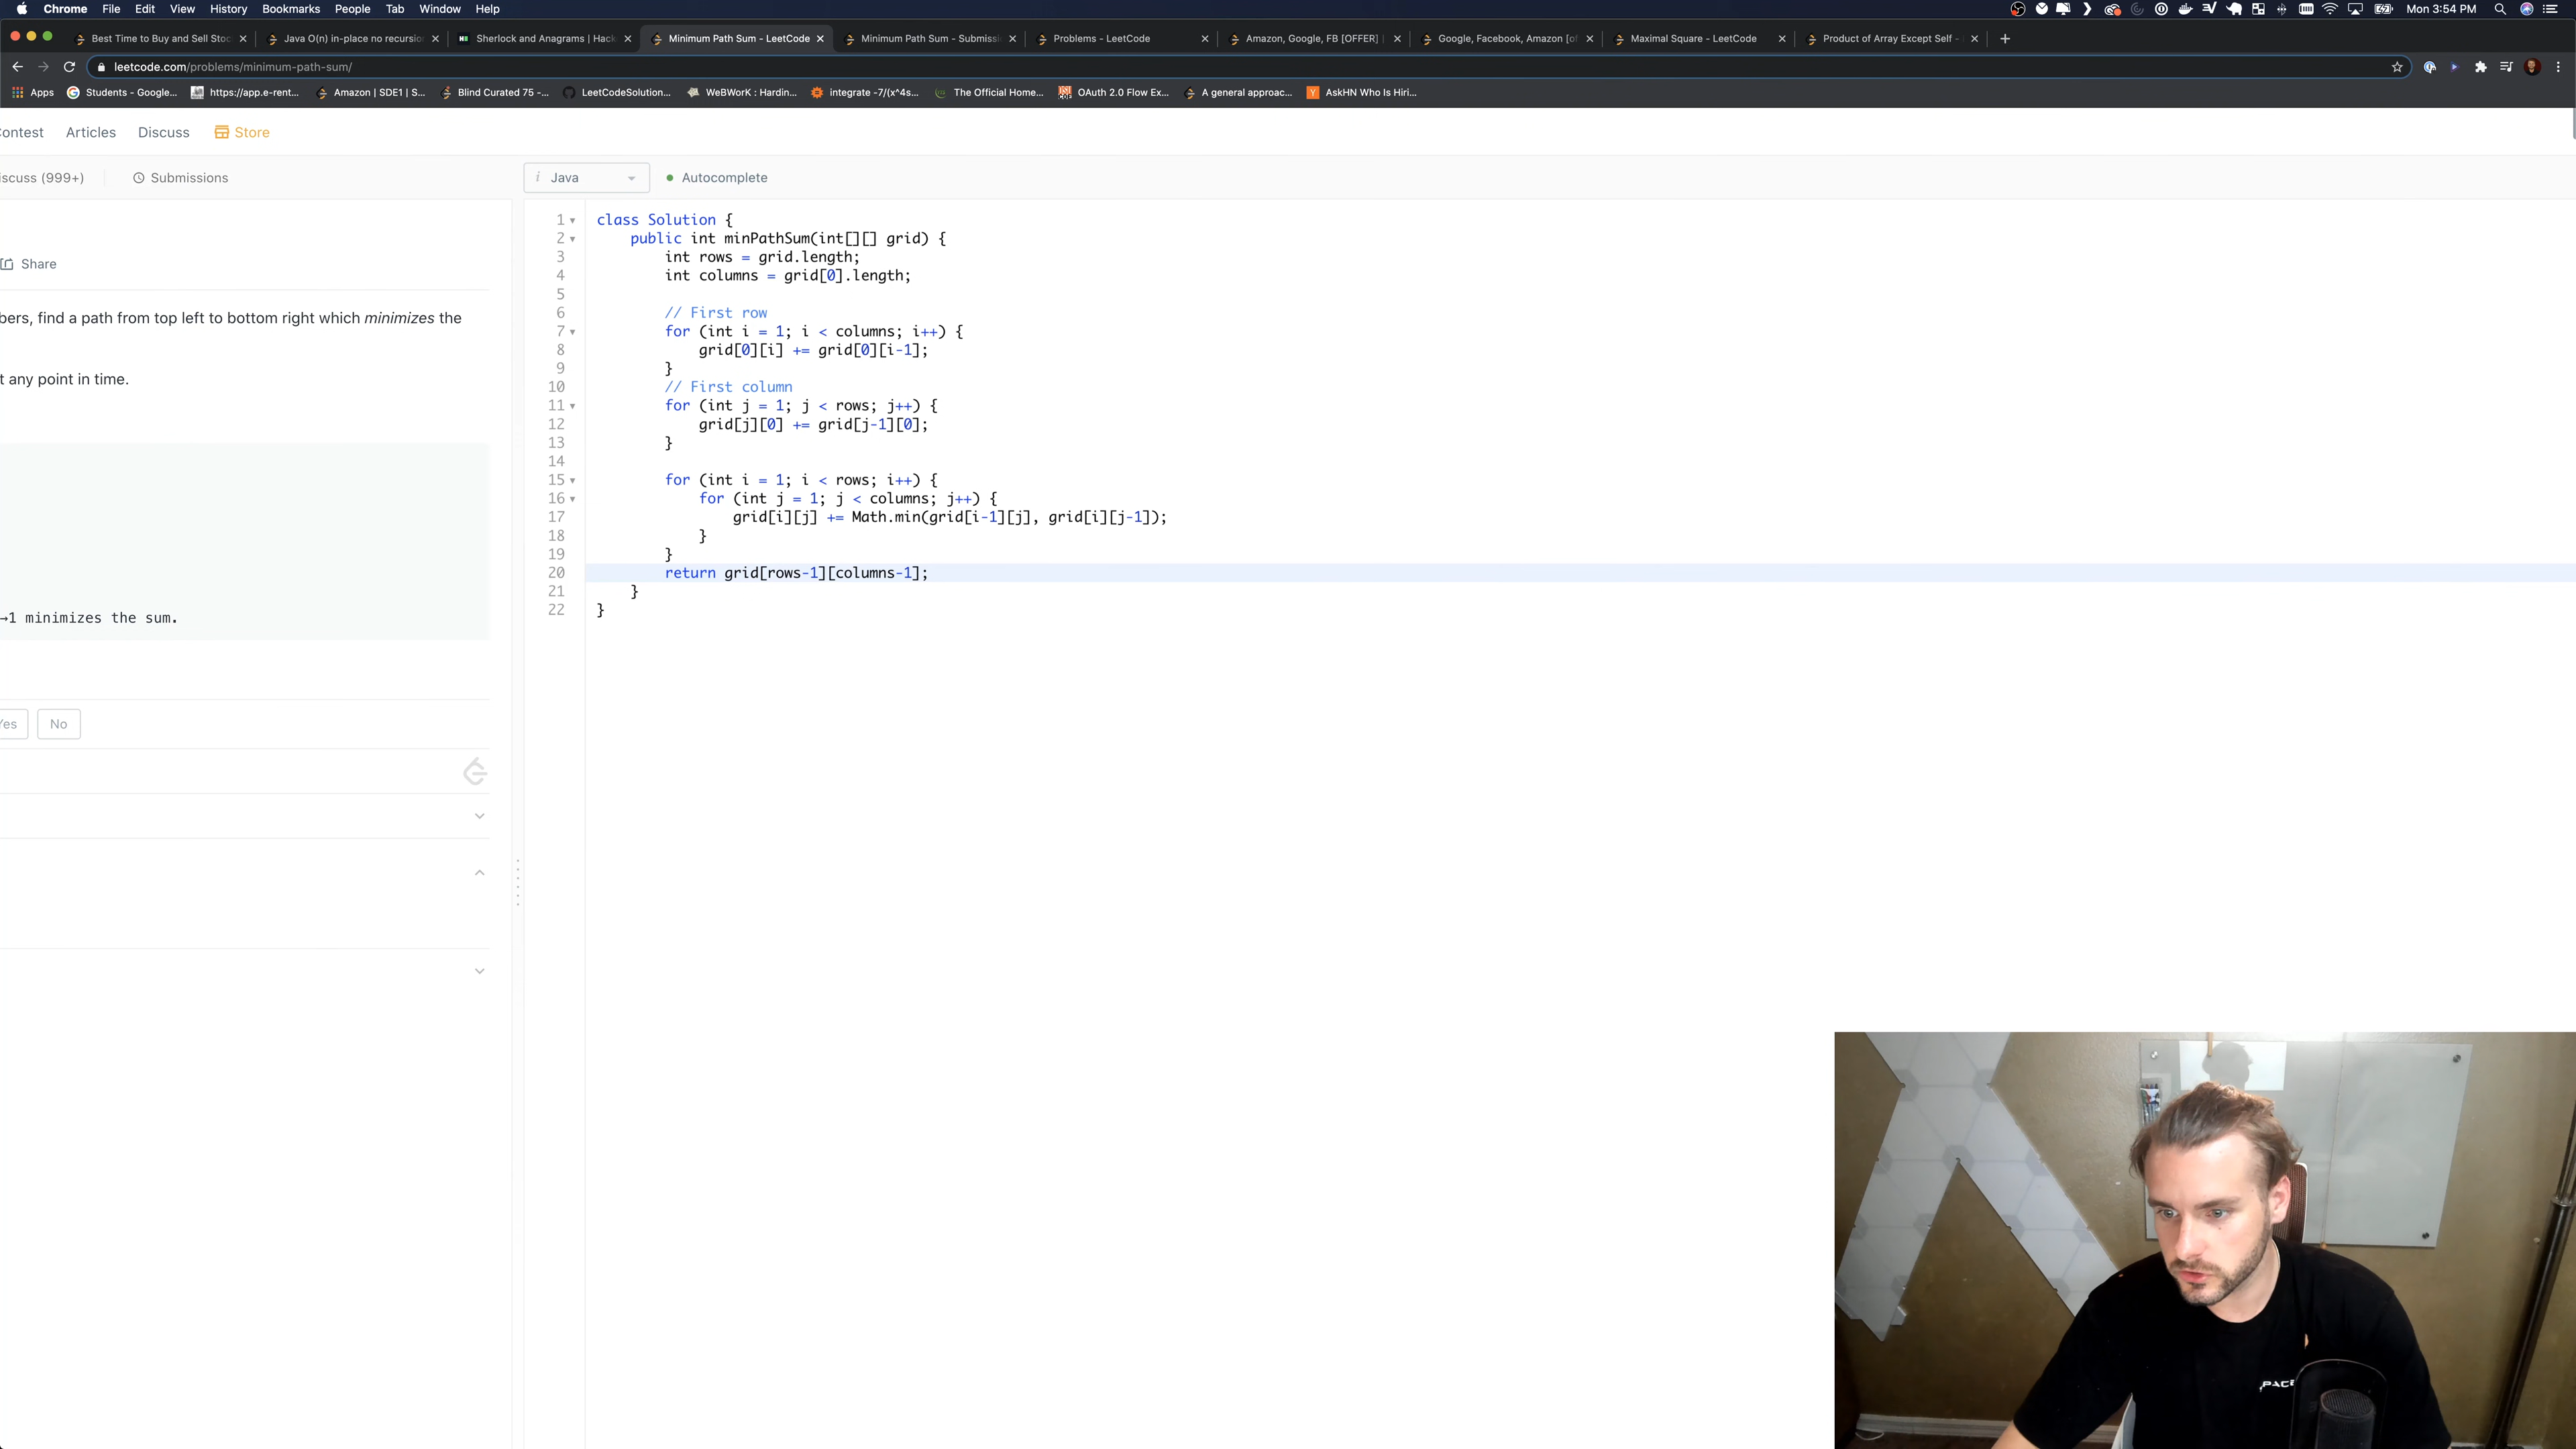 Chrome File Edit View History Bookmarks People Tab Window Help Mon 3:54 PM
Best Time to Buy and Sell Stoc Java O(n) in-place no recursio Sherlock and Anagrams | Hack Minimum Path Sum - LeetCode Minimum Path Sum - Submissi Problems - LeetCode Amazon, Google, FB [OFFER] Google, Facebook, Amazon [of Maximal Square - LeetCode Product of Array Except Self -
leetcode.com/problems/minimum-path-sum/
Apps Students - Google... https://app.e-rent... Amazon | SDE1 | S... Blind Curated 75 -... LeetCodeSolution... WeBWorK : Hardin... integrate -7/(x^4s... The Official Home... OAuth 2.0 Flow Ex... A general approac... AskHN Who Is Hiri...
ontest Articles Discuss Store
iscuss (999+) Submissions
Java Autocomplete
Share
bers, find a path from top left to bottom right which minimizes the
t any point in time.
→1 minimizes the sum.
Yes No
1 class Solution {
2 public int minPathSum(int[][] grid) {
3 int rows = grid.length;
4 int columns = grid[0].length;
5
6 // First row
7 for (int i = 1; i < columns; i++) {
8 grid[0][i] += grid[0][i-1];
9 }
10 // First column
11 for (int j = 1; j < rows; j++) {
12 grid[j][0] += grid[j-1][0];
13 }
14
15 for (int i = 1; i < rows; i++) {
16 for (int j = 1; j < columns; j++) {
17 grid[i][j] += Math.min(grid[i-1][j], grid[i][j-1]);
18 }
19 }
20 return grid[rows-1][columns-1];
21 }
22 }
PACE